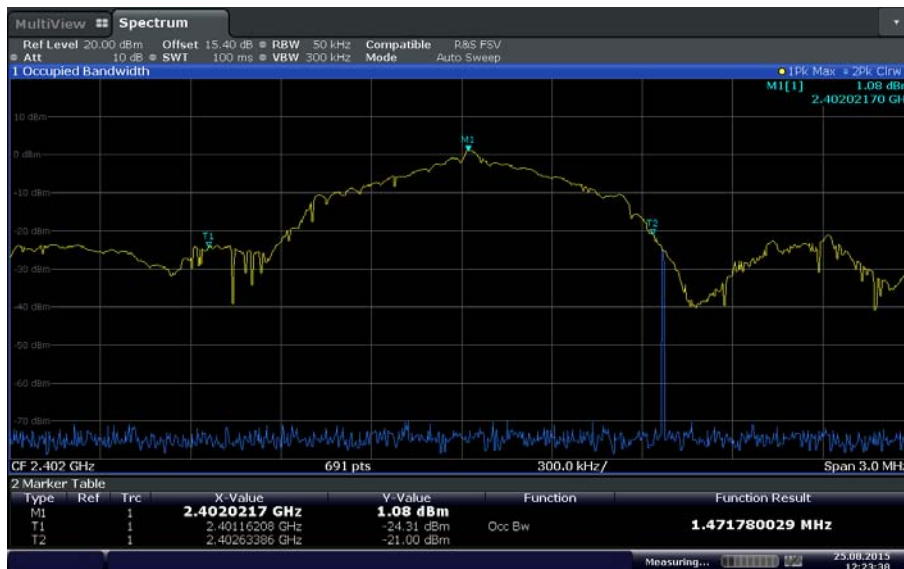 MultiView Spectrum
Ref Level 20.00 dBm Offset 15.40 dB RBW 50 kHz Compatible R&S FSV
Att 10 dB SWT 100 ms VBW 300 kHz Mode Auto Sweep
1 Occupied Bandwidth 1Pk Max 2Pk Clrw
M1[1] 1.08 dBm
2.40202170 GH
10 dBm
M1
0 dBm
-10 dBm
T2
-20 dBm
T1
-30 dBm
-40 dBm
-50 dBm
-60 dBm
-70 dBm
CF 2.402 GHz 691 pts 300.0 kHz/ Span 3.0 MHz
2 Marker Table
Type Ref Trc X-Value Y-Value Function Function Result
M1 1 2.4020217 GHz 1.08 dBm
T1 1 2.40116208 GHz -24.31 dBm Occ Bw 1.471780029 MHz
T2 1 2.40263386 GHz -21.00 dBm
Measuring... 25.08.2015
12:23:38